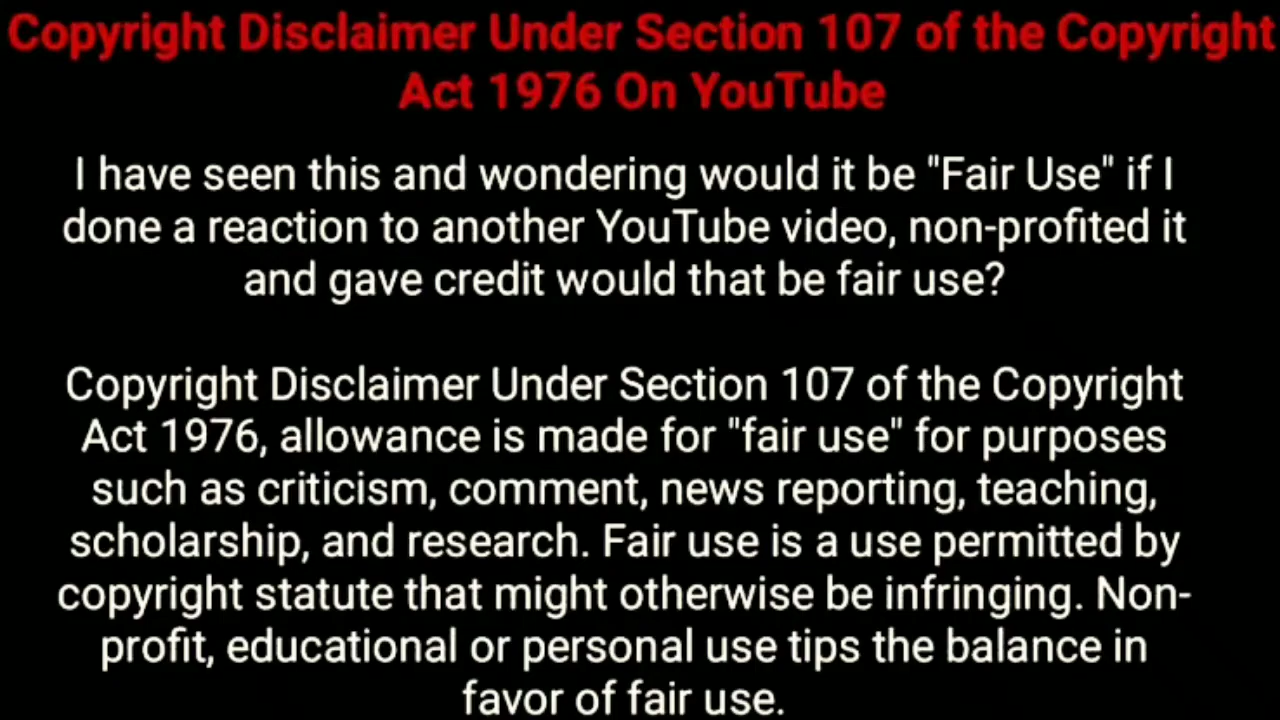 Copyright Disclaimer Under Section 107 of the Copyright
Act 1976 On YouTube
I have seen this and wondering would it be "Fair Use" if I
done a reaction to another YouTube video, non-profited it
and gave credit would that be fair use?
Copyright Disclaimer Under Section 107 of the Copyright
Act 1976, allowance is made for "fair use" for purposes
such as criticism, comment, news reporting, teaching,
scholarship, and research. Fair use is a use permitted by
copyright statute that might otherwise be infringing. Non-
profit, educational or personal use tips the balance in
favor of fair use.